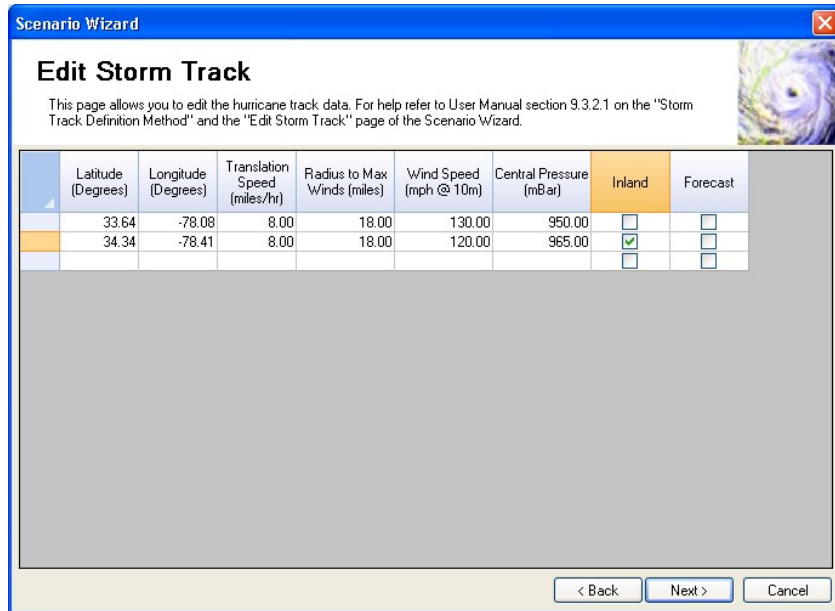 Scenario Wizard
Edit Storm Track
This page allows you to edit the hurricane track data. For help refer to User Manual section 9.3.2.1 on the "Storm
Track Definition Method" and the "Edit Storm Track" page of the Scenario Wizard.
Latitude (Degrees) Longitude (Degrees) Translation Speed (miles/hr) Radius to Max Winds (miles) Wind Speed (mph @ 10m) Central Pressure (mBar) Inland Forecast
33.64 -78.08 8.00 18.00 130.00 950.00
34.34 -78.41 8.00 18.00 120.00 965.00
< Back Next > Cancel